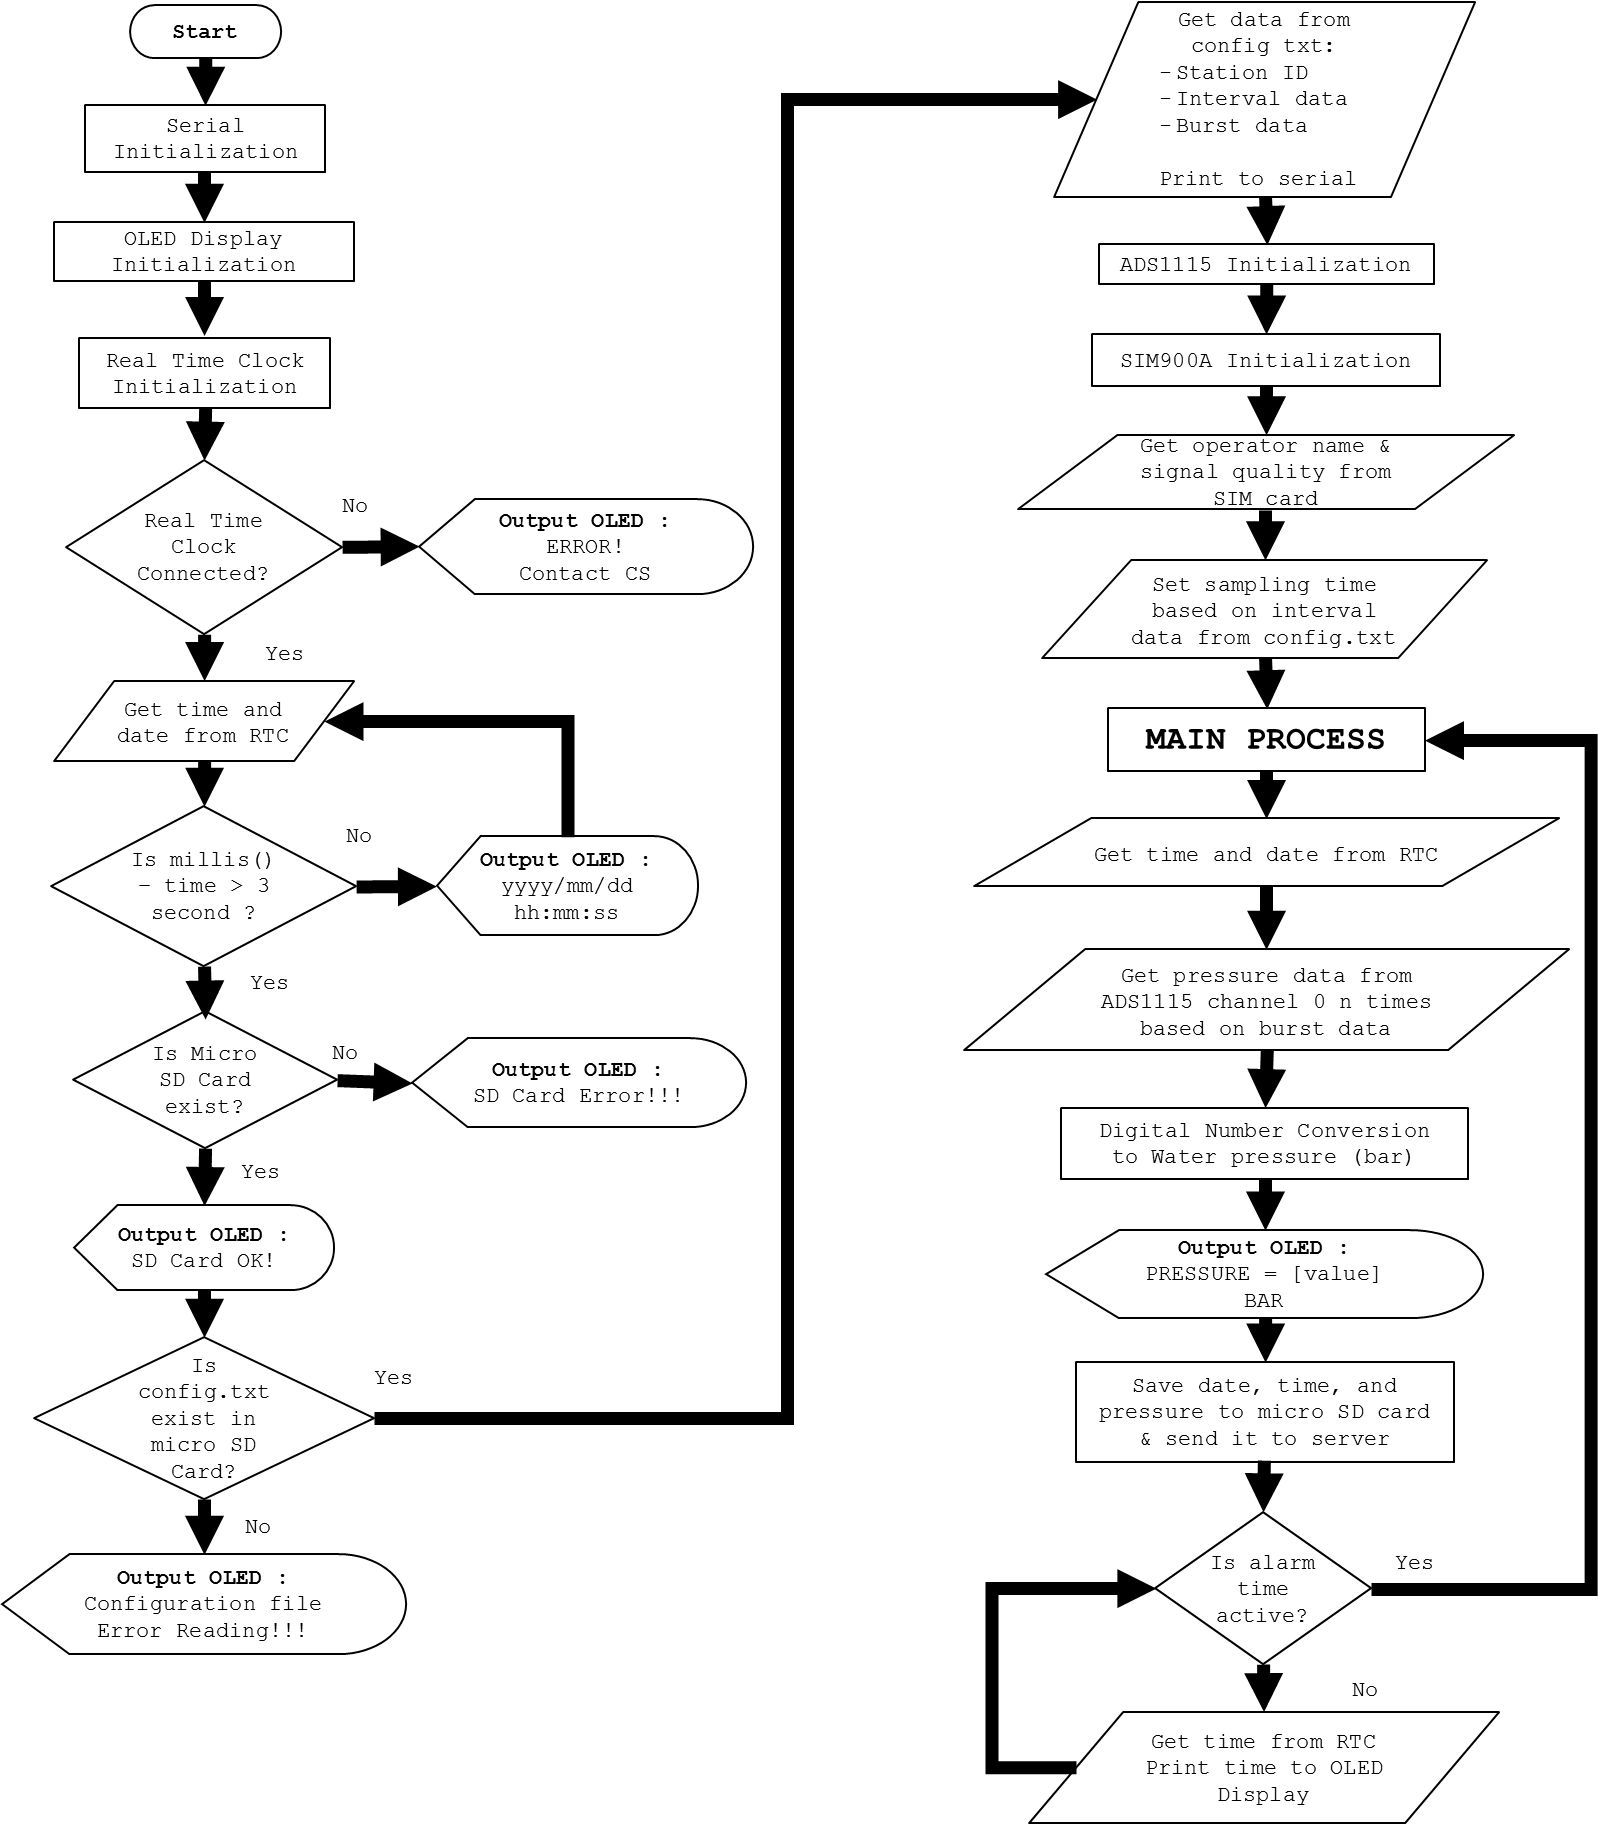 Start
Serial
Initialization
OLED Display
Initialization
Real Time Clock
Initialization
Real Time
Clock
Connected?
No
Output OLED :
ERROR!
Contact CS
Yes
Get time and
date from RTC
Is millis()
– time > 3
second ?
No
Output OLED :
yyyy/mm/dd
hh:mm:ss
Yes
Is Micro
SD Card
exist?
No
Output OLED :
SD Card Error!!!
Yes
Output OLED :
SD Card OK!
Is
config.txt
exist in
micro SD
Card?
Yes
No
Output OLED :
Configuration file
Error Reading!!!
Get data from
config txt:
-Station ID
-Interval data
-Burst data
Print to serial
ADS1115 Initialization
SIM900A Initialization
Get operator name &
signal quality from
SIM card
Set sampling time
based on interval
data from config.txt
MAIN PROCESS
Get time and date from RTC
Get pressure data from
ADS1115 channel 0 n times
based on burst data
Digital Number Conversion
to Water pressure (bar)
Output OLED :
PRESSURE = [value]
BAR
Save date, time, and
pressure to micro SD card
& send it to server
Is alarm
time
active?
Yes
No
Get time from RTC
Print time to OLED
Display